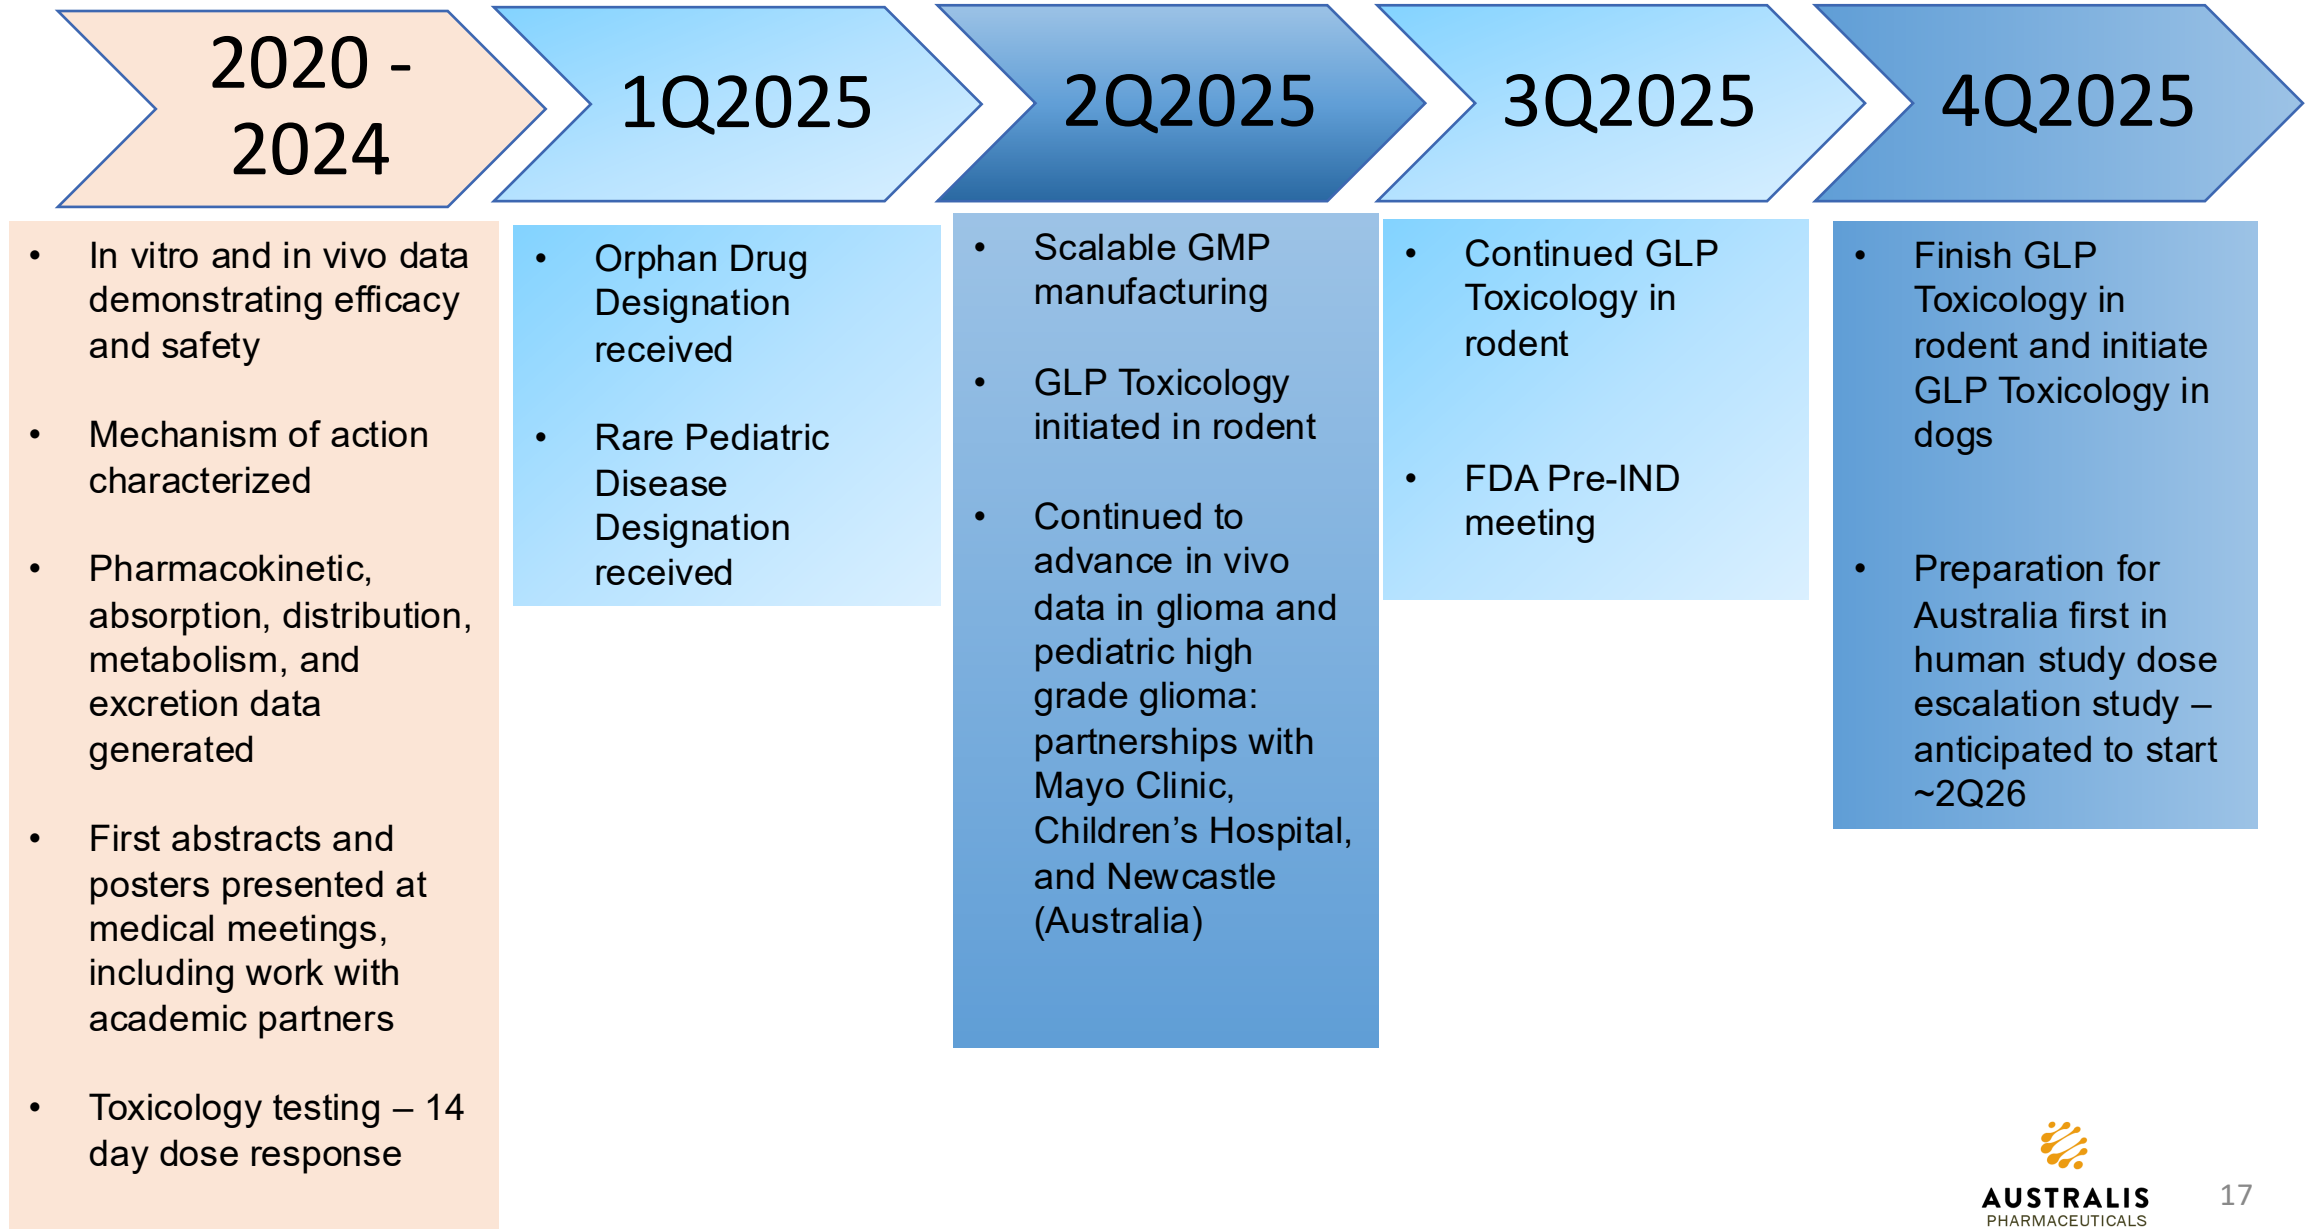 2020 -
2024
1Q2025
2Q2025
3Q2025
4Q2025
• In vitro and in vivo data
demonstrating efficacy
and safety
• Mechanism of action
characterized
• Pharmacokinetic,
absorption, distribution,
metabolism, and
excretion data
generated
• First abstracts and
posters presented at
medical meetings,
including work with
academic partners
• Toxicology testing – 14
day dose response
• Orphan Drug
Designation
received
• Rare Pediatric
Disease
Designation
received
• Scalable GMP
manufacturing
• GLP Toxicology
initiated in rodent
• Continued to
advance in vivo
data in glioma and
pediatric high
grade glioma:
partnerships with
Mayo Clinic,
Children’s Hospital,
and Newcastle
(Australia)
• Continued GLP
Toxicology in
rodent
• FDA Pre-IND
meeting
• Finish GLP
Toxicology in
rodent and initiate
GLP Toxicology in
dogs
• Preparation for
Australia first in
human study dose
escalation study –
anticipated to start
~2Q26
AUSTRALIS
PHARMACEUTICALS
17